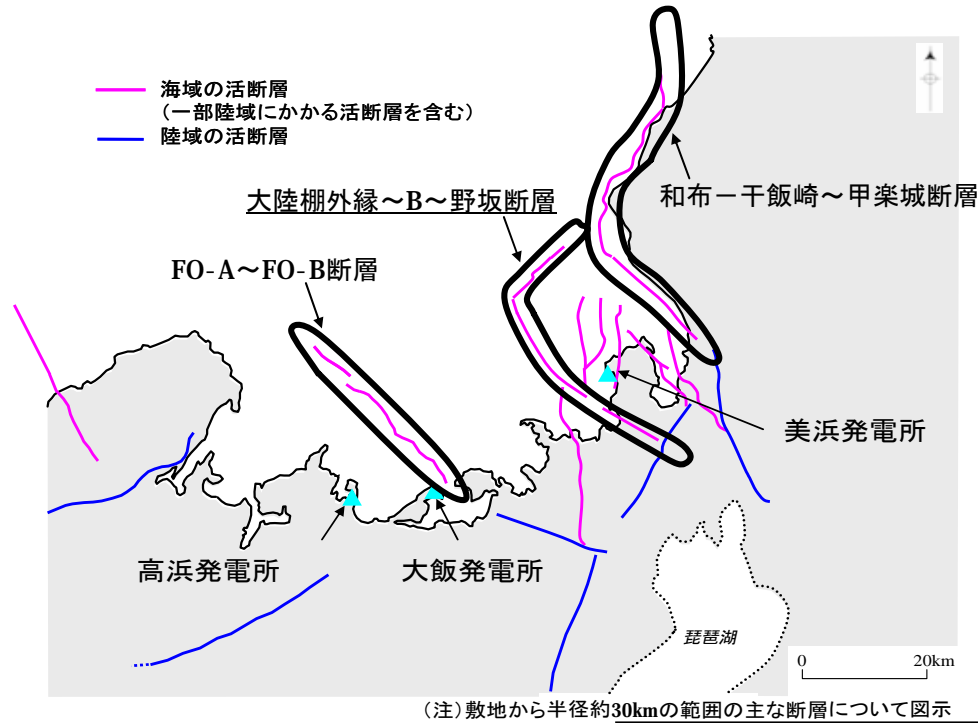 海域の活断層
(一部陸域にかかる活断層を含む)
陸域の活断層
和布－干飯崎～甲楽城断層
大陸棚外縁～B～野坂断層
FO-A～FO-B断層
美浜発電所
高浜発電所
大飯発電所
琵琶湖
0 20km
(注)敷地から半径約30kmの範囲の主な断層について図示